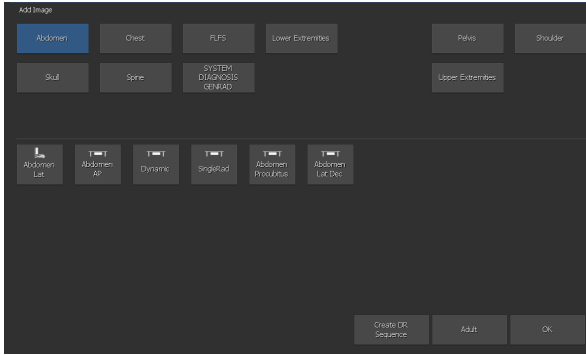 Add Image
Abdomen
Chest
FLFS
Lower Extremities
Pelvis
Shoulder
Skull
Spine
SYSTEM
DIAGNOSIS
GENRAD
Upper Extremities
Abdomen
Lat
Abdomen
AP
Dynamic
SingleRad
Abdomen
Procubitus
Abdomen
Lat Dec
Create DR
Sequence
Adult
OK